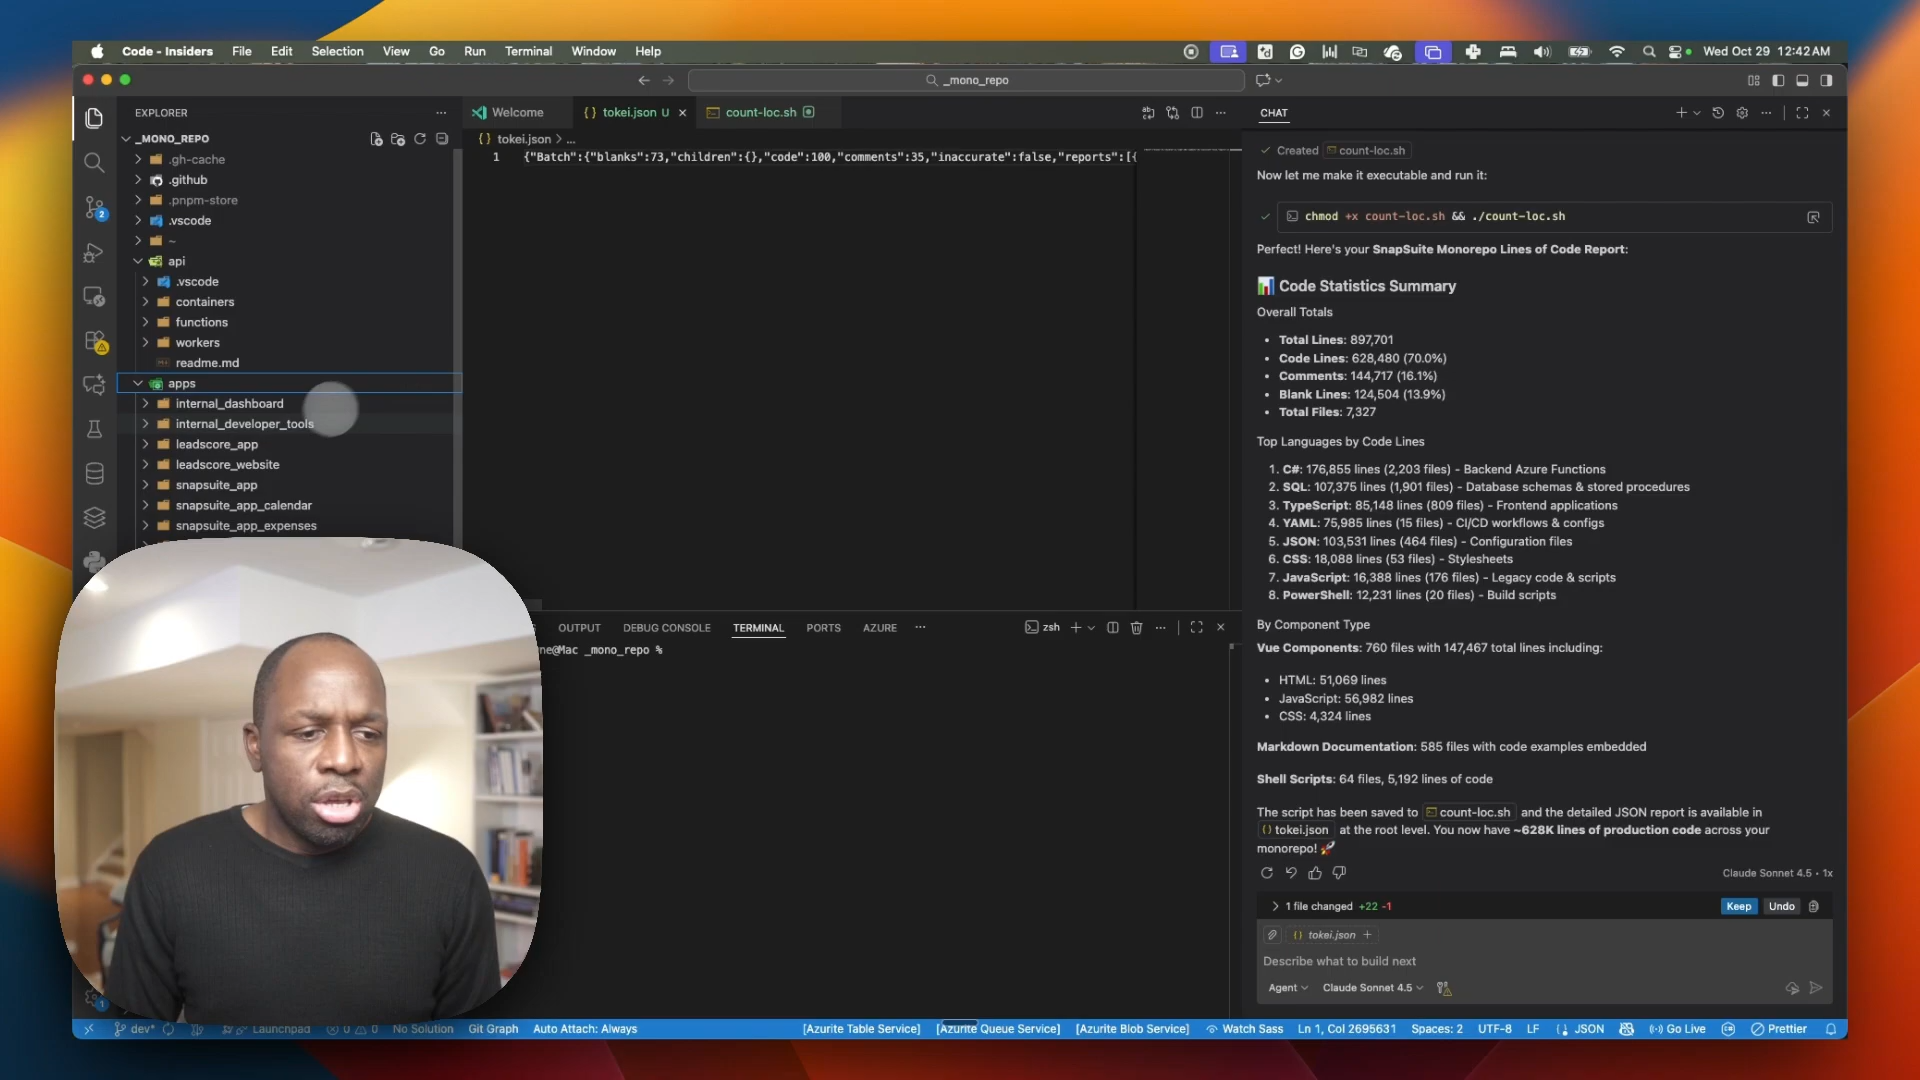 Code - Insiders File Edit Selection View Go Run Terminal Window Help
Wed Oct 29 12:42 AM
_mono_repo
EXPLORER
_MONO_REPO
.gh-cache
.github
.pnpm-store
.vscode
~
api
.vscode
containers
functions
workers
readme.md
apps
internal_dashboard
internal_developer_tools
leadscore_app
leadscore_website
snapsuite_app
snapsuite_app_calendar
snapsuite_app_expenses
Welcome
{ } tokei.json U
count-loc.sh
{ } tokei.json > ...
1 {"Batch":{"blanks":73,"children":{},"code":100,"comments":35,"inaccurate":false,"reports":[{
OUTPUT DEBUG CONSOLE TERMINAL PORTS AZURE
zsh
ne@Mac _mono_repo %
CHAT
Created count-loc.sh
Now let me make it executable and run it:
chmod +x count-loc.sh && ./count-loc.sh
Perfect! Here's your SnapSuite Monorepo Lines of Code Report:
Code Statistics Summary
Overall Totals
• Total Lines: 897,701
• Code Lines: 628,480 (70.0%)
• Comments: 144,717 (16.1%)
• Blank Lines: 124,504 (13.9%)
• Total Files: 7,327
Top Languages by Code Lines
1. C#: 176,855 lines (2,203 files) - Backend Azure Functions
2. SQL: 107,375 lines (1,901 files) - Database schemas & stored procedures
3. TypeScript: 85,148 lines (809 files) - Frontend applications
4. YAML: 75,985 lines (15 files) - CI/CD workflows & configs
5. JSON: 103,531 lines (464 files) - Configuration files
6. CSS: 18,088 lines (53 files) - Stylesheets
7. JavaScript: 16,388 lines (176 files) - Legacy code & scripts
8. PowerShell: 12,231 lines (20 files) - Build scripts
By Component Type
Vue Components: 760 files with 147,467 total lines including:
• HTML: 51,069 lines
• JavaScript: 56,982 lines
• CSS: 4,324 lines
Markdown Documentation: 585 files with code examples embedded
Shell Scripts: 64 files, 5,192 lines of code
The script has been saved to count-loc.sh and the detailed JSON report is available in
{} tokei.json at the root level. You now have ~628K lines of production code across your
monorepo! 🚀
Claude Sonnet 4.5 • 1x
1 file changed +22 -1
Keep Undo
{} tokei.json +
Describe what to build next
Agent Claude Sonnet 4.5
2
1
dev* Launchpad 0 0 No Solution Git Graph Auto Attach: Always
[Azurite Table Service] [Azurite Queue Service] [Azurite Blob Service] Watch Sass Ln 1, Col 2695631 Spaces: 2 UTF-8 LF JSON Go Live Prettier